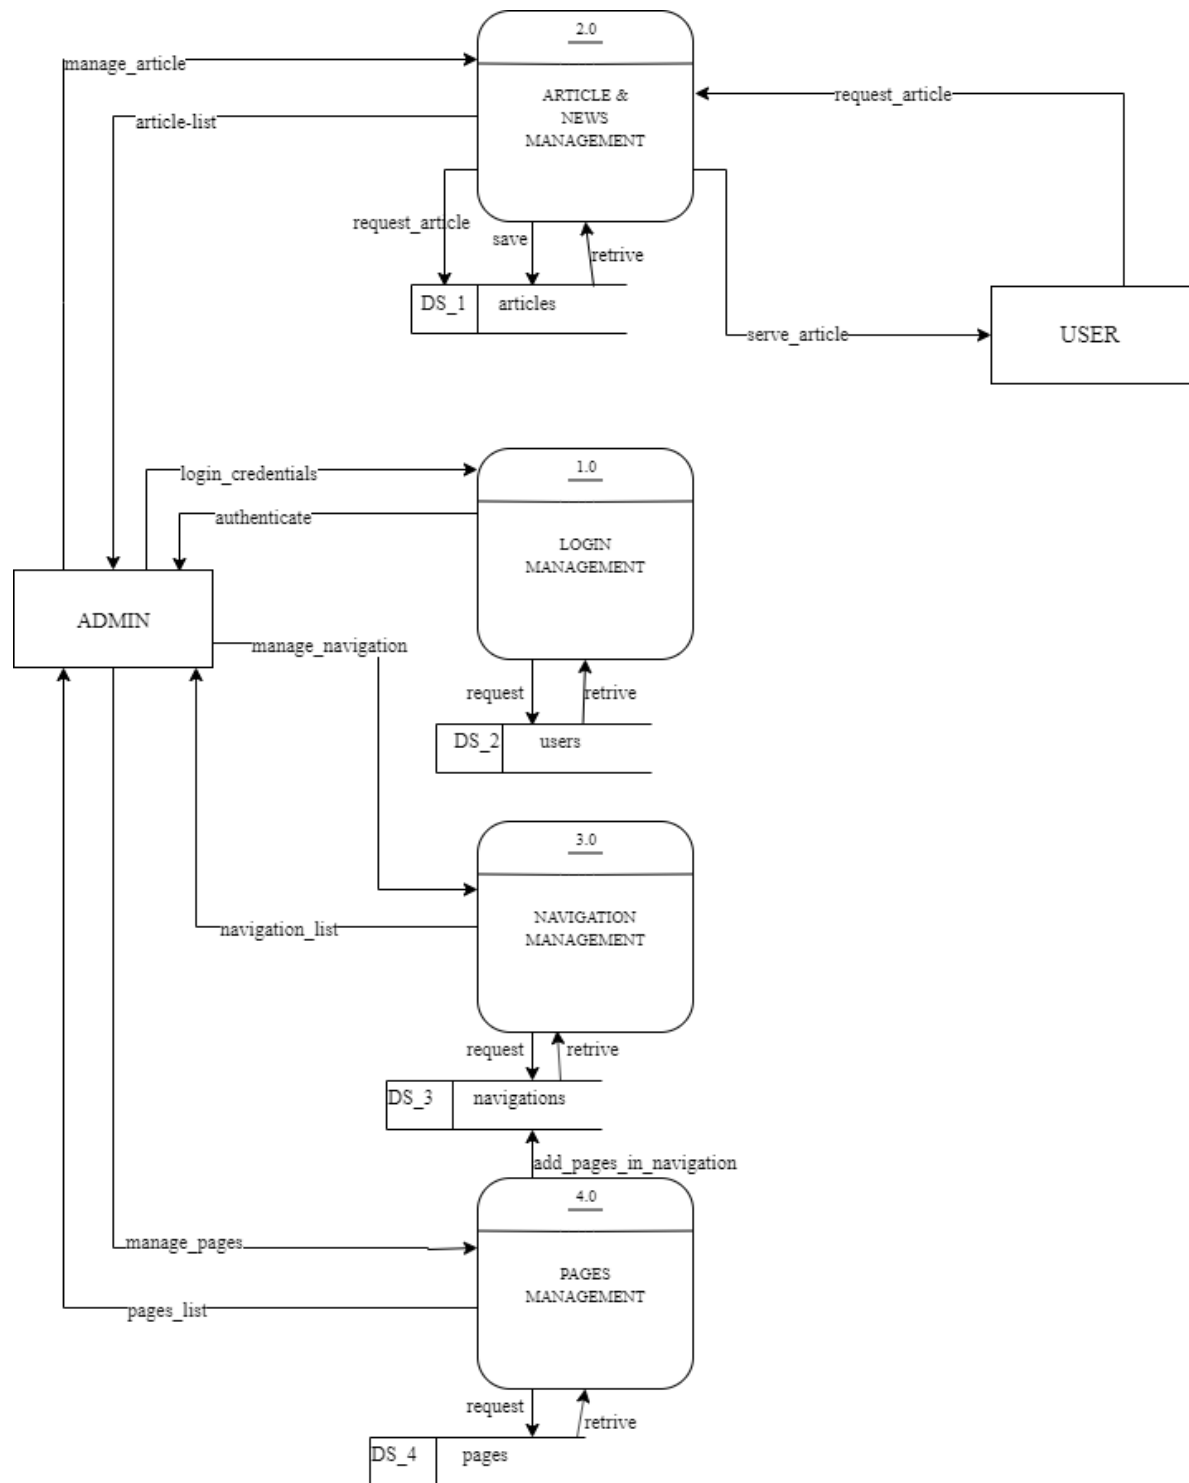 2.0
manage_article
ARTICLE &
NEWS
MANAGEMENT
request_article
article-list
request_article
save
retrive
DS_1
articles
serve_article
USER
1.0
login_credentials
authenticate
LOGIN
MANAGEMENT
ADMIN
manage_navigation
request
retrive
DS_2
users
3.0
NAVIGATION
MANAGEMENT
navigation_list
request
retrive
DS_3
navigations
add_pages_in_navigation
4.0
manage_pages
PAGES
MANAGEMENT
pages_list
request
retrive
DS_4
pages